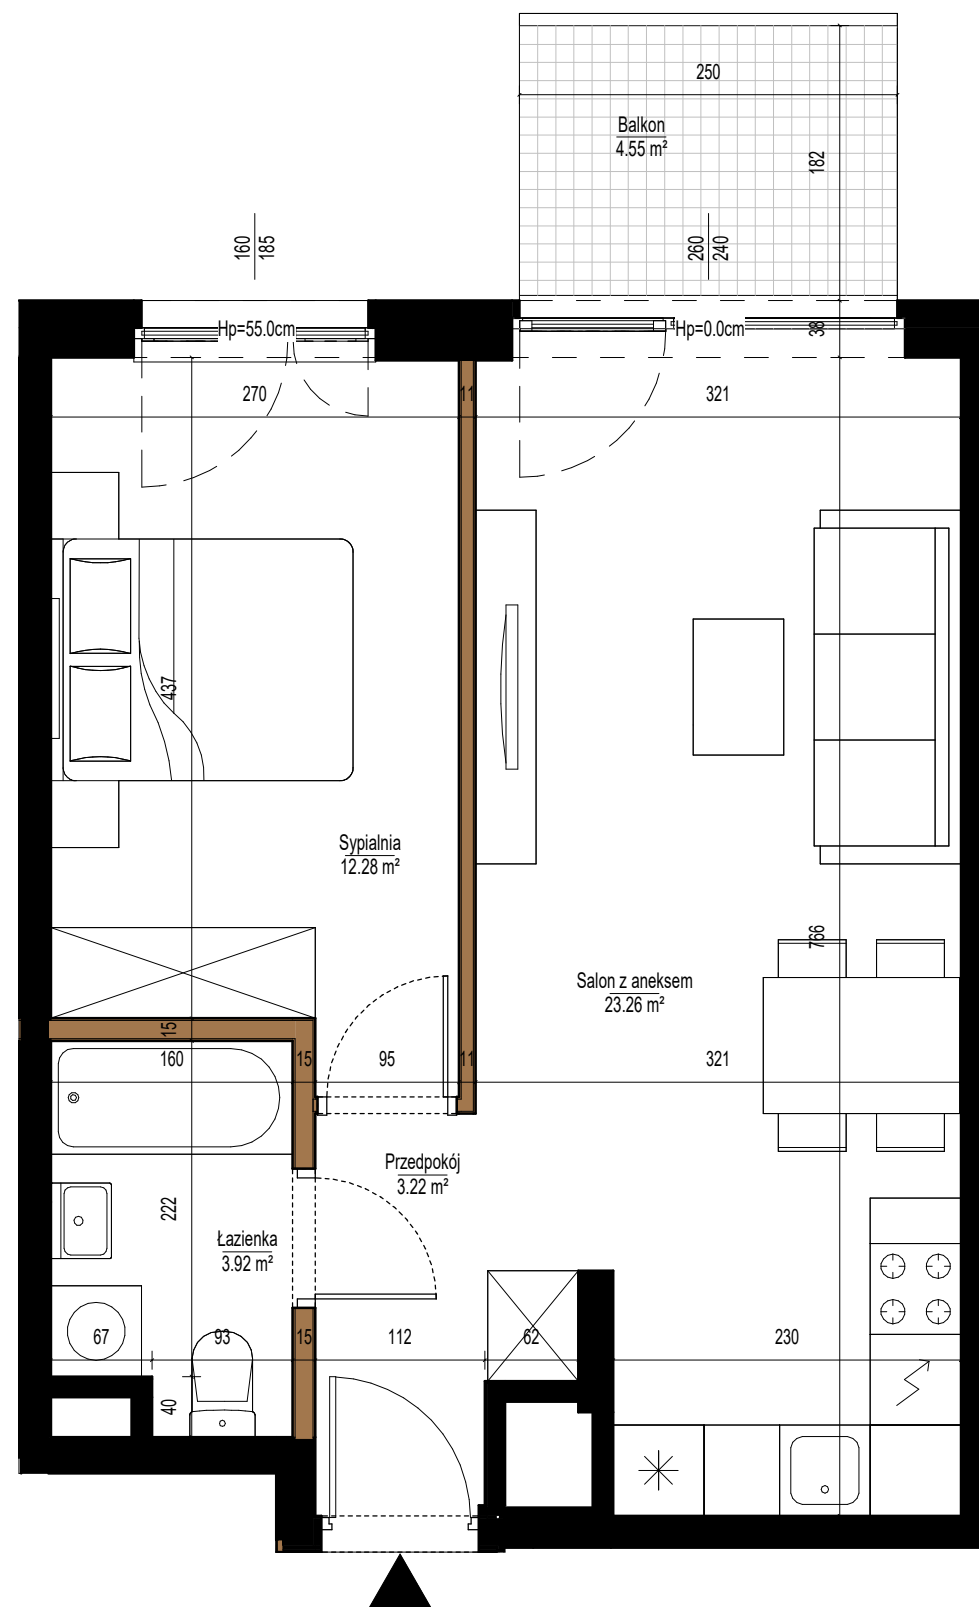 250
Balkon
4.55 m²
182
160
185
260
240
Hp=55.0cm
Hp=0.0cm
38
270
11
321
437
Sypialnia
12.28 m²
766
Salon z aneksem
23.26 m²
15
160
15
95
11
321
Przedpokój
3.22 m²
222
Łazienka
3.92 m²
67
93
15
112
62
230
40